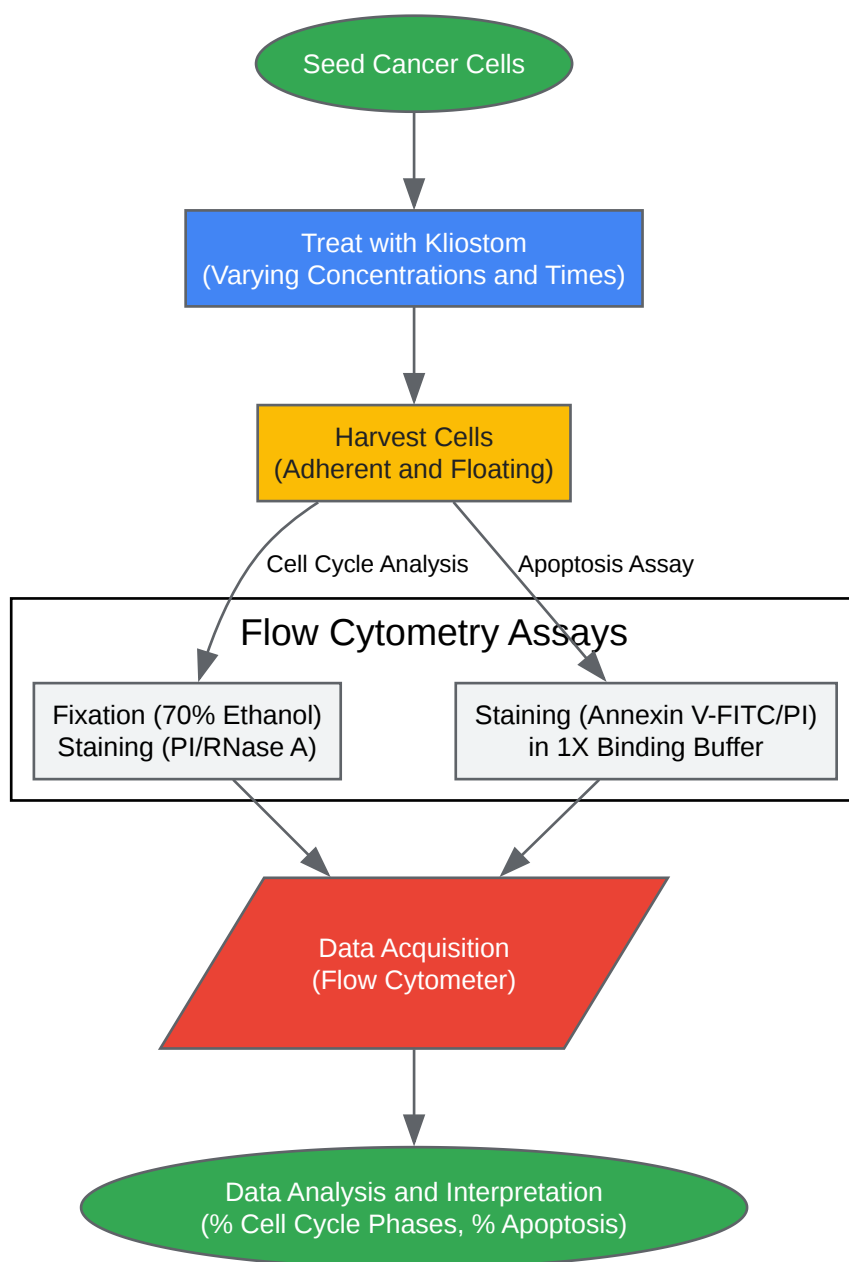 Seed Cancer Cells
Treat with Kliostom
(Varying Concentrations and Times)
Harvest Cells
(Adherent and Floating)
Cell Cycle Analysis
Apoptosis Assay
Flow Cytometry Assays
Fixation (70% Ethanol)
Staining (PI/RNase A)
Staining (Annexin V-FITC/PI)
in 1X Binding Buffer
Data Acquisition
(Flow Cytometer)
Data Analysis and Interpretation
(% Cell Cycle Phases, % Apoptosis)